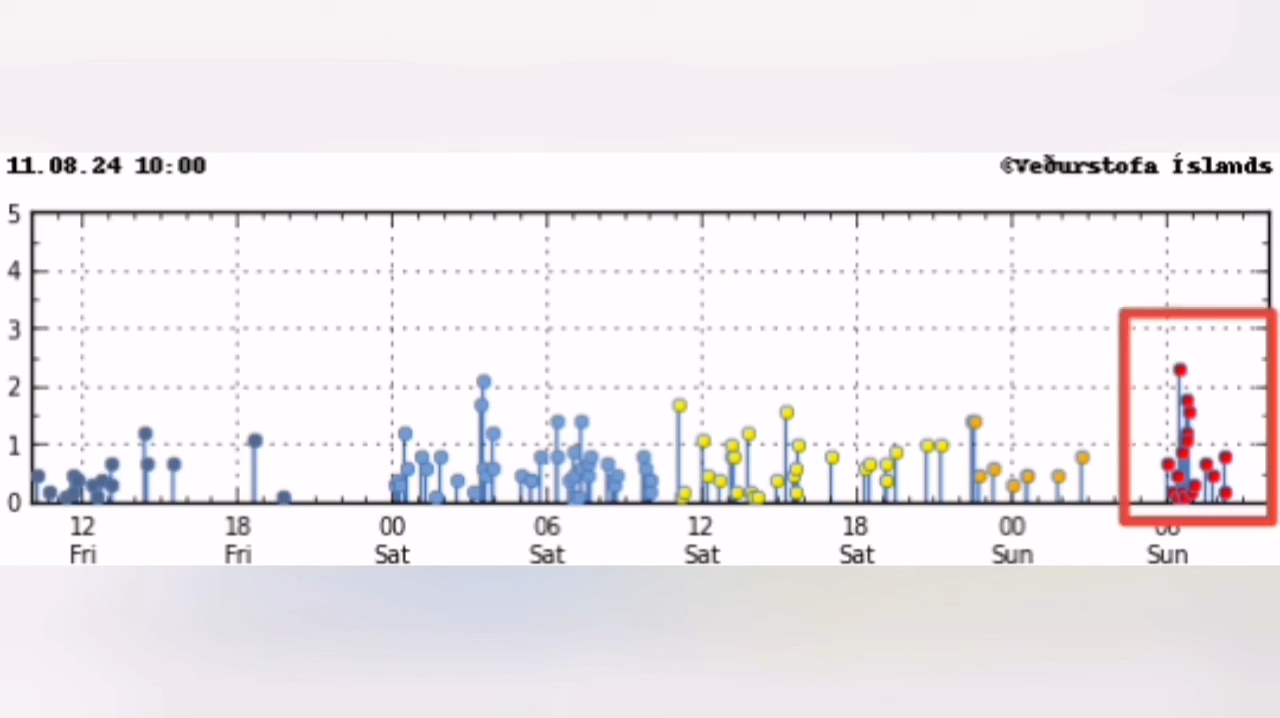 11.08.24 10:00
©Veðurstofa Íslands
5
4
3
2
1
0
12 18 00 06 12 18 00 06
Fri Fri Sat Sat Sat Sat Sun Sun